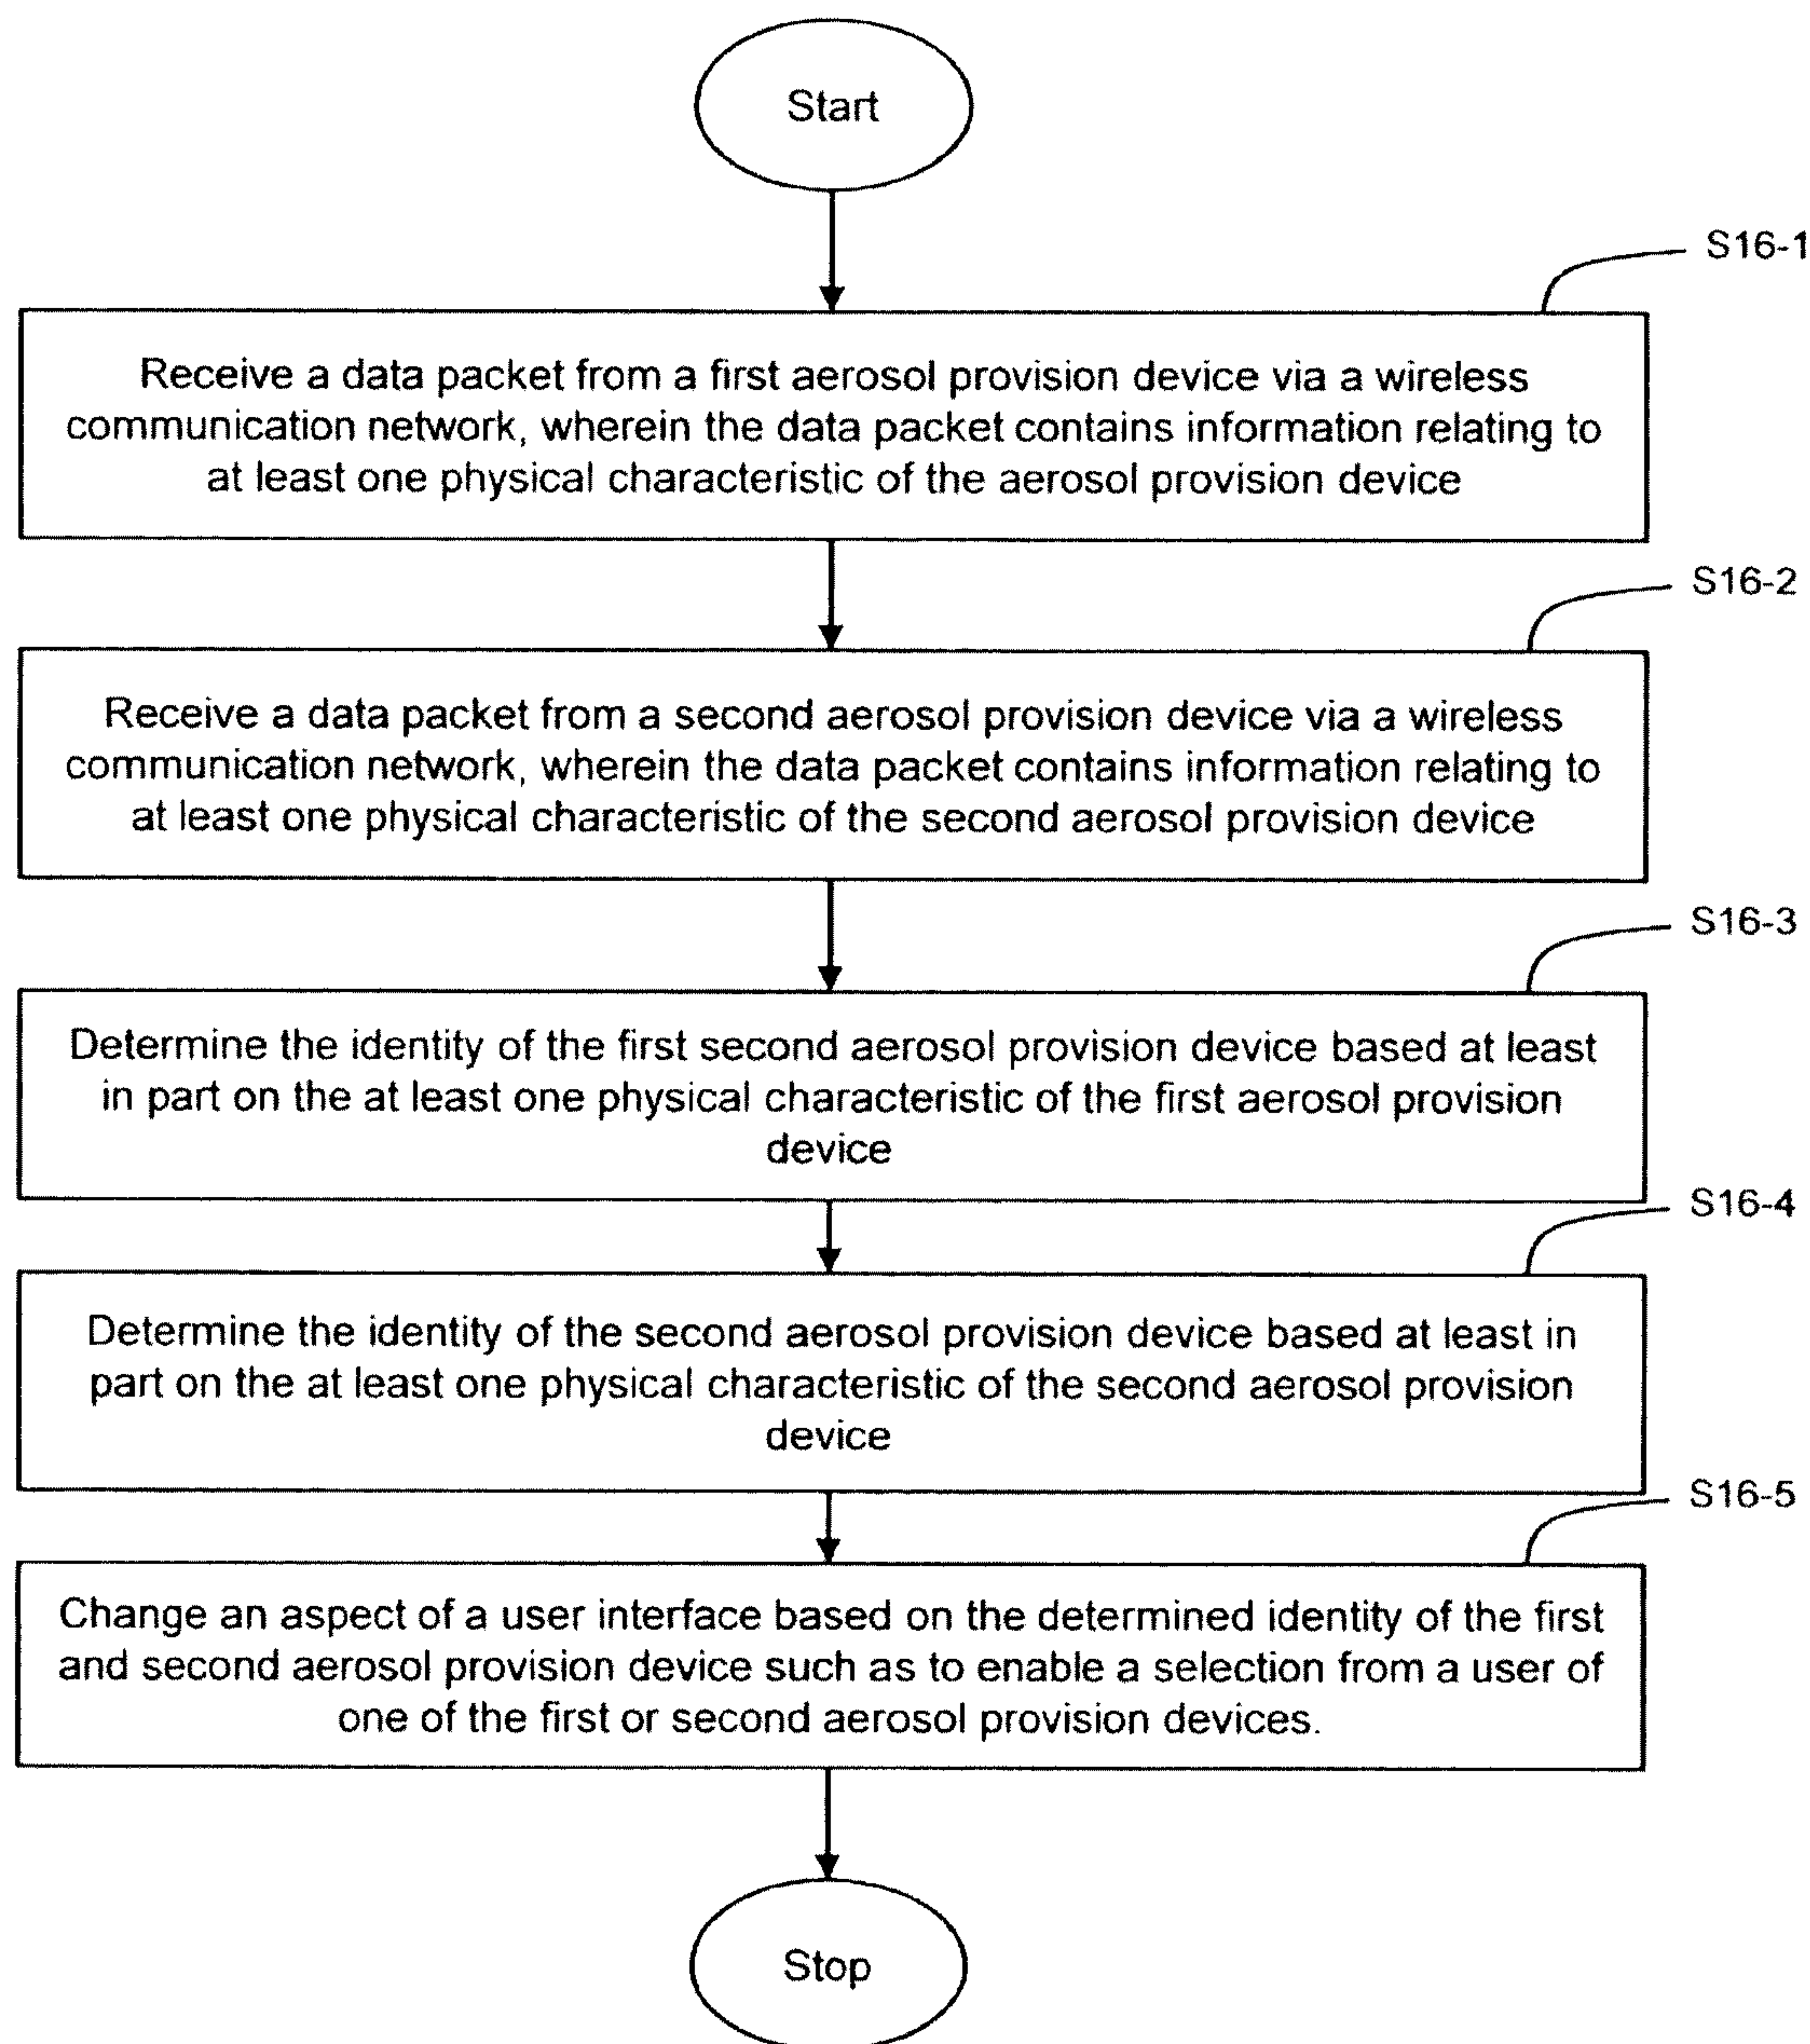 Start
S16-1
Receive a data packet from a first aerosol provision device via a wireless
communication network, wherein the data packet contains information relating to
at least one physical characteristic of the aerosol provision device
S16-2
Receive a data packet from a second aerosol provision device via a wireless
communication network, wherein the data packet contains information relating to
at least one physical characteristic of the second aerosol provision device
S16-3
Determine the identity of the first second aerosol provision device based at least
in part on the at least one physical characteristic of the first aerosol provision
device
S16-4
Determine the identity of the second aerosol provision device based at least in
part on the at least one physical characteristic of the second aerosol provision
device
S16-5
Change an aspect of a user interface based on the determined identity of the first
and second aerosol provision device such as to enable a selection from a user of
one of the first or second aerosol provision devices.
Stop